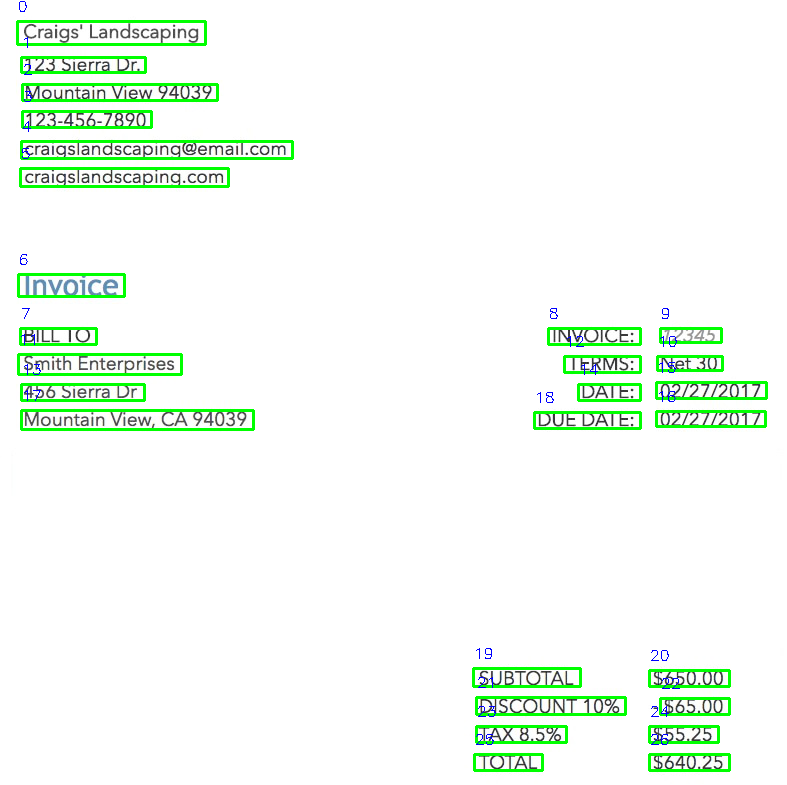 0
Craigs' Landscaping
1
123 Sierra Dr.
2
Mountain View 94039
3
123-456-7890
4
craigslandscaping@email.com
5
craigslandscaping.com
6
Invoice
7 8 9
BILL TO INVOICE: 12345
11 12 10
Smith Enterprises TERMS: Net 30
13 14 15
456 Sierra Dr DATE: 02/27/2017
17 18 16
Mountain View, CA 94039 DUE DATE: 02/27/2017
19 20
SUBTOTAL $650.00
21 22
DISCOUNT 10% -$65.00
23 24
TAX 8.5% $55.25
25 26
TOTAL $640.25